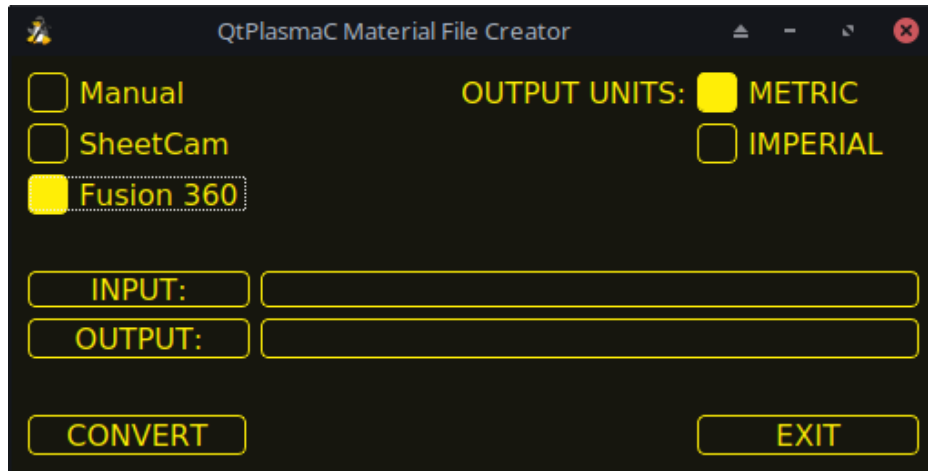 QtPlasmaC Material File Creator
Manual OUTPUT UNITS: METRIC
SheetCam IMPERIAL
Fusion 360
INPUT:
OUTPUT:
CONVERT EXIT